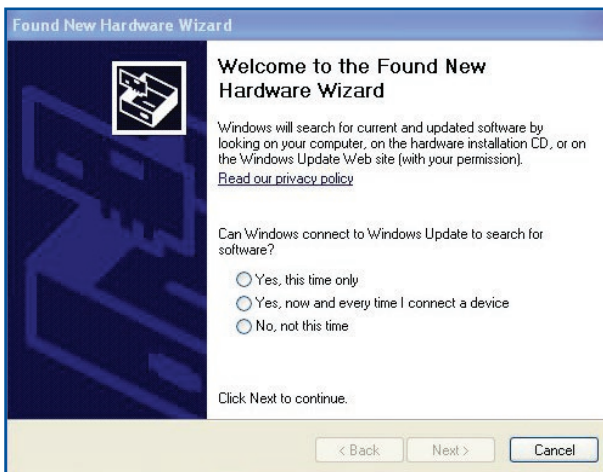 Found New Hardware Wizard
Welcome to the Found New
Hardware Wizard
Windows will search for current and updated software by
looking on your computer, on the hardware installation CD, or on
the Windows Update Web site (with your permission).
Read our privacy policy
Can Windows connect to Windows Update to search for
software?
Yes, this time only
Yes, now and every time I connect a device
No, not this time
Click Next to continue.
< Back Next > Cancel